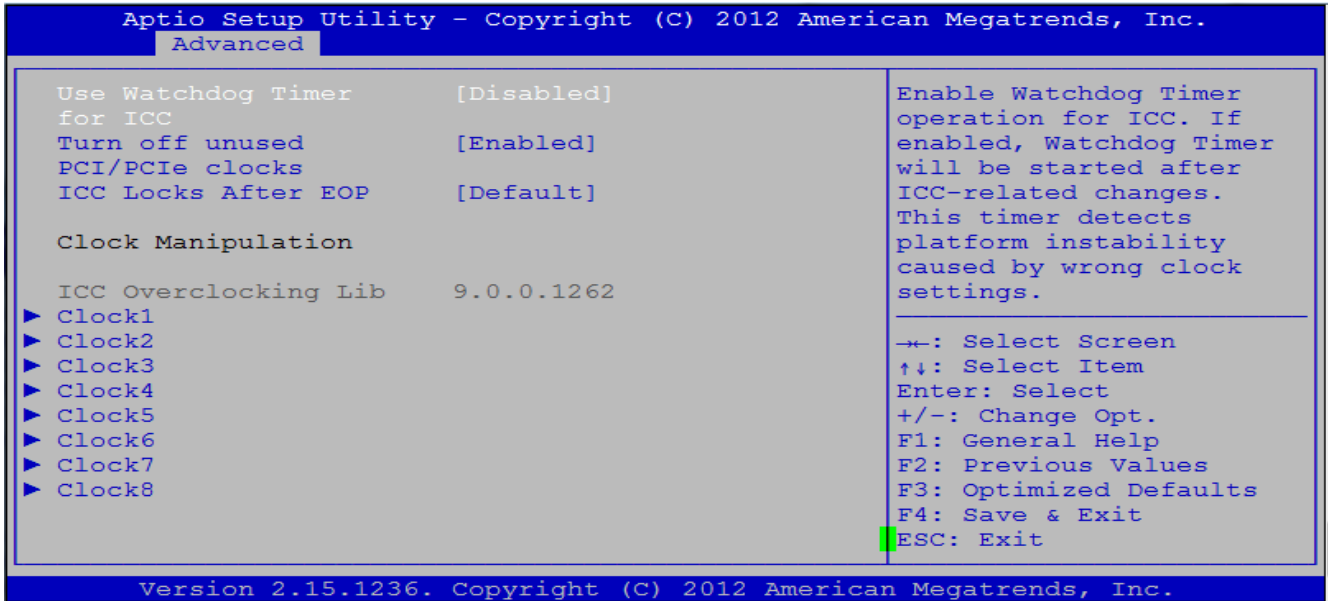 Aptio Setup Utility - Copyright (C) 2012 American Megatrends, Inc.
Advanced
Use Watchdog Timer [Disabled]
for ICC
Turn off unused [Enabled]
PCI/PCIe clocks
ICC Locks After EOP [Default]
Clock Manipulation
ICC Overclocking Lib 9.0.0.1262
► Clock1
► Clock2
► Clock3
► Clock4
► Clock5
► Clock6
► Clock7
► Clock8
Enable Watchdog Timer
operation for ICC. If
enabled, Watchdog Timer
will be started after
ICC-related changes.
This timer detects
platform instability
caused by wrong clock
settings.
→←: Select Screen
↑↓: Select Item
Enter: Select
+/-: Change Opt.
F1: General Help
F2: Previous Values
F3: Optimized Defaults
F4: Save & Exit
ESC: Exit
Version 2.15.1236. Copyright (C) 2012 American Megatrends, Inc.